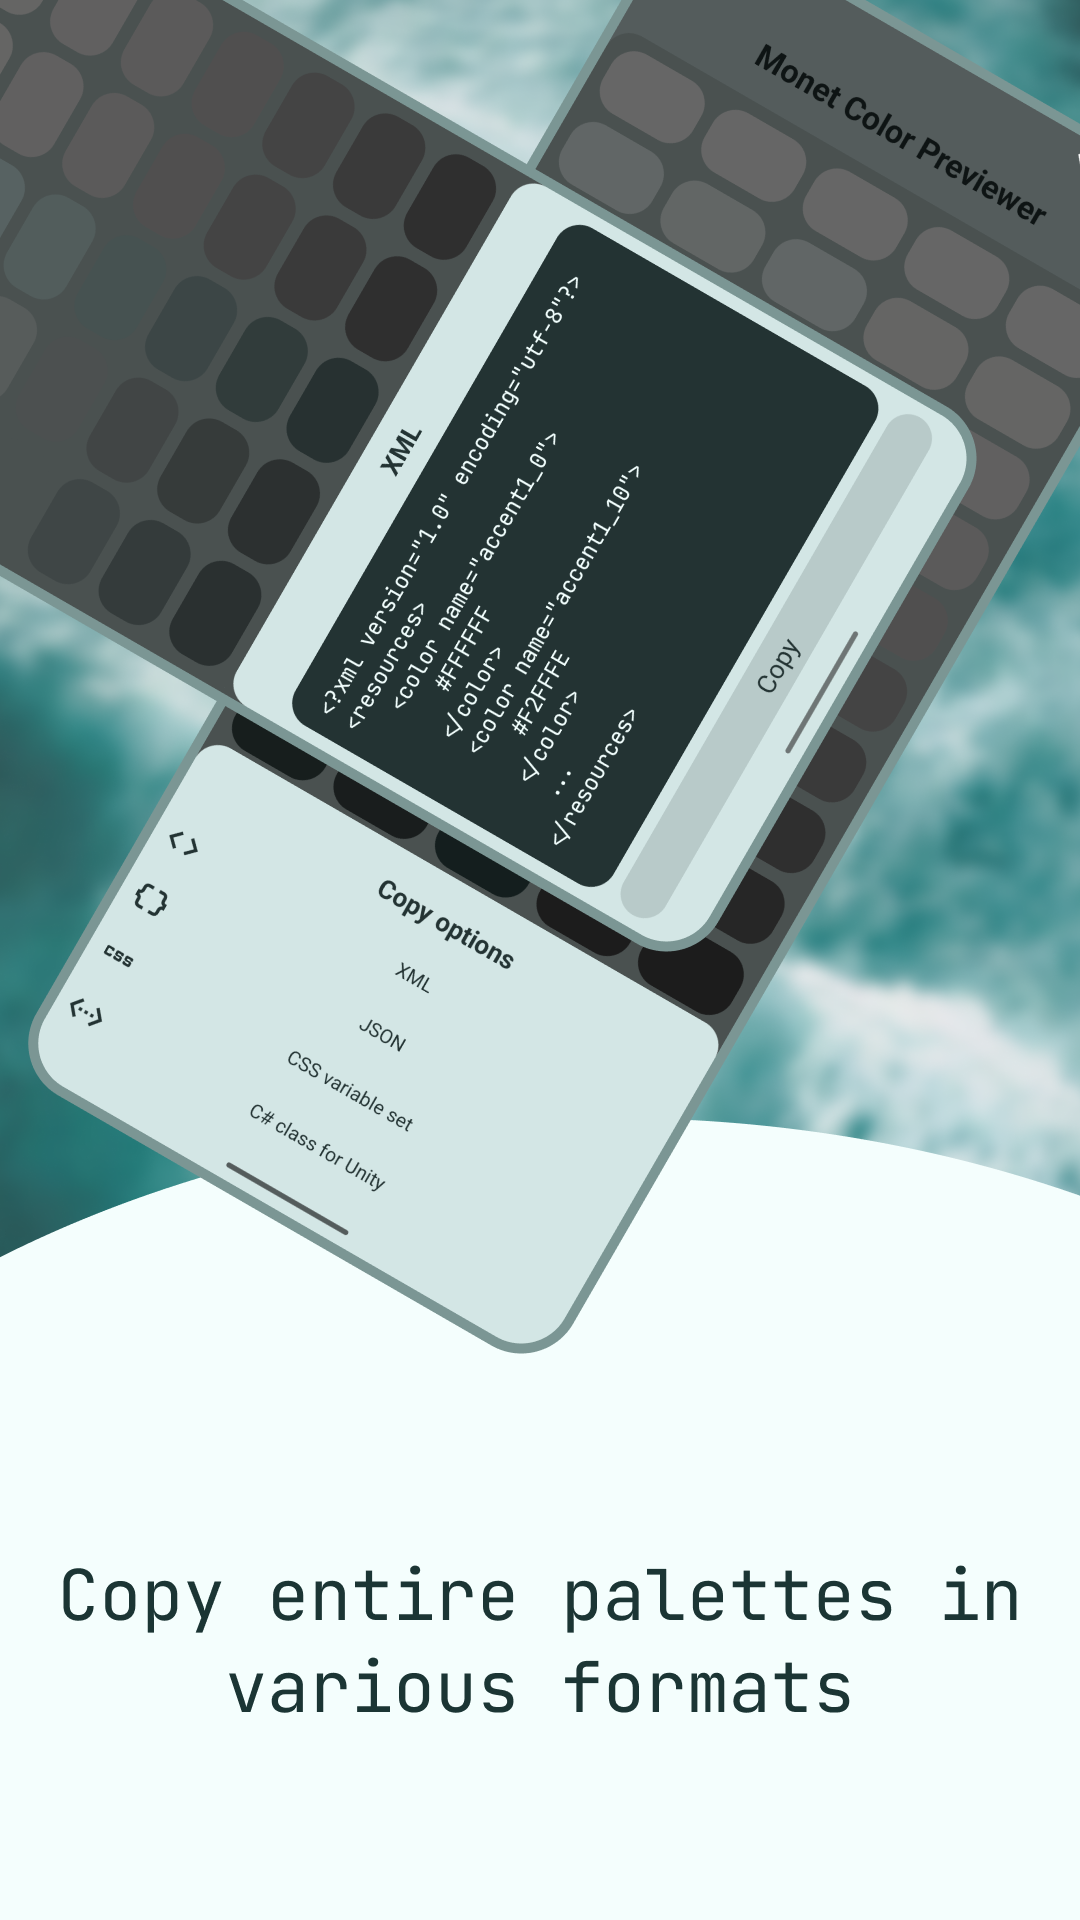 Monet Color Previewer
XML
<?xml version="1.0" encoding="utf-8"?>
<resources>
<color name="accent1_0">
#FFFFFF
</color>
<color name="accent1_10">
#F2FFFE
</color>
...
</resources>
Copy
Copy options
< > XML
{ } JSON
css CSS variable set
<···> C# class for Unity
Copy entire palettes in
various formats